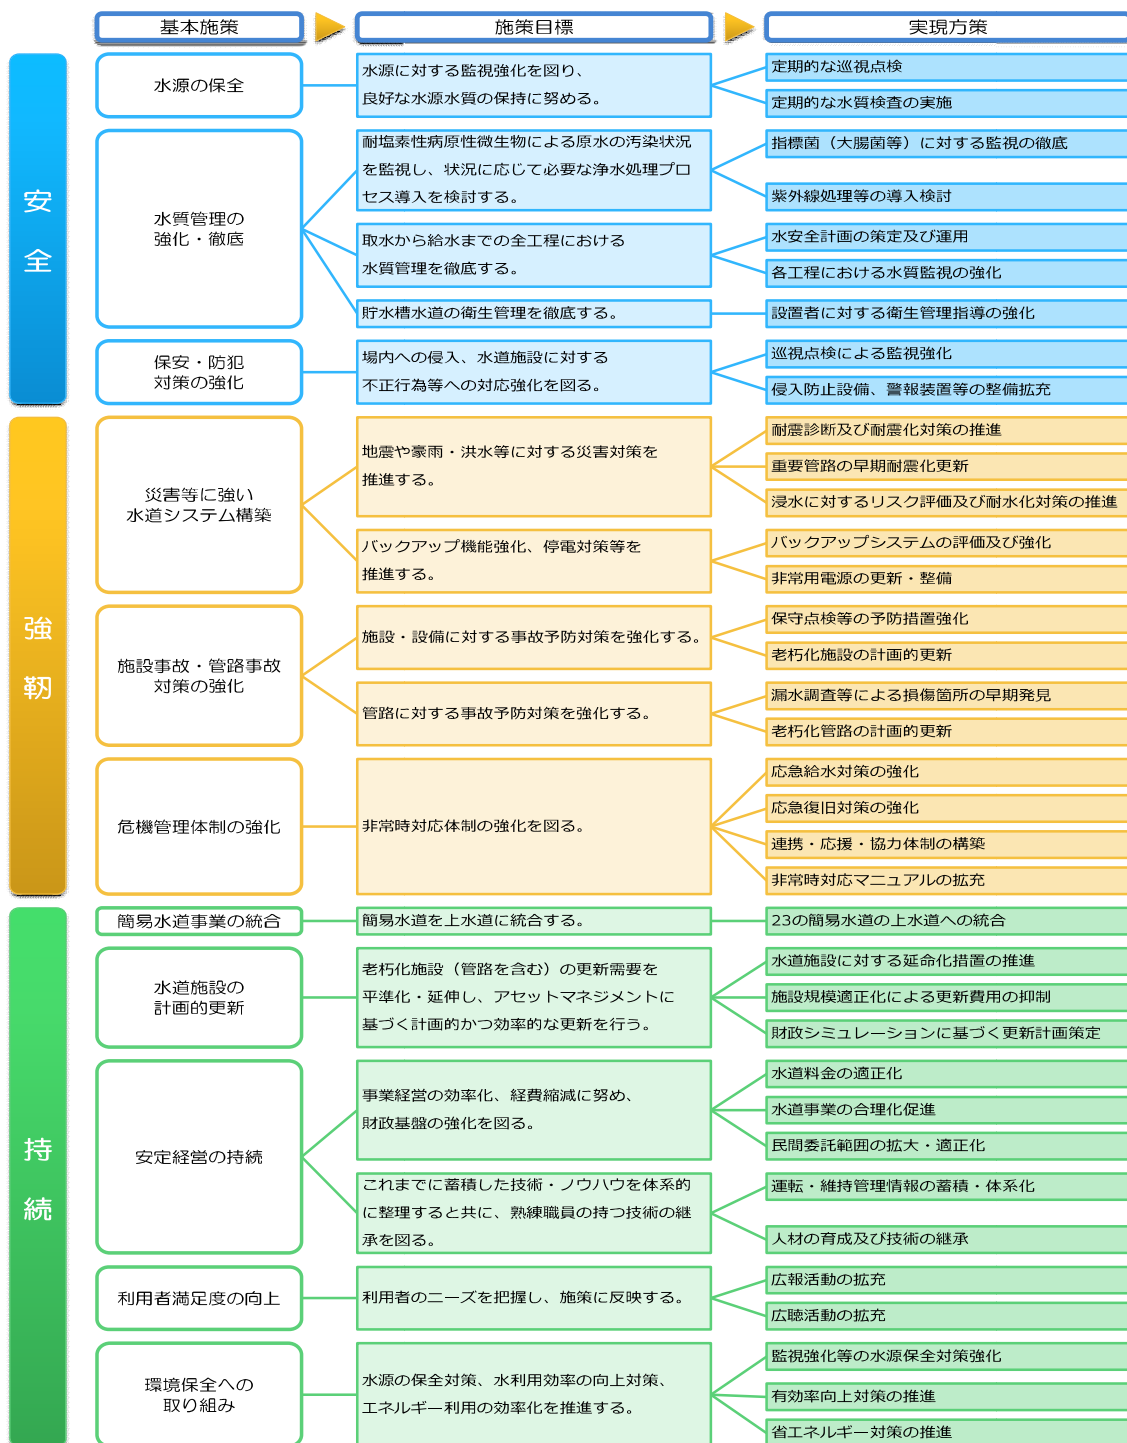 基本施策
施策目標
実現方策
安全
水源の保全
水源に対する監視強化を図り、
良好な水源水質の保持に努める。
定期的な巡視点検
定期的な水質検査の実施
水質管理の
強化・徹底
耐塩素性病原性微生物による原水の汚染状況
を監視し、状況に応じて必要な浄水処理プロ
セス導入を検討する。
指標菌（大腸菌等）に対する監視の徹底
紫外線処理等の導入検討
取水から給水までの全工程における
水質管理を徹底する。
水安全計画の策定及び運用
各工程における水質監視の強化
貯水槽水道の衛生管理を徹底する。
設置者に対する衛生管理指導の強化
保安・防犯
対策の強化
場内への侵入、水道施設に対する
不正行為等への対応強化を図る。
巡視点検による監視強化
侵入防止設備、警報装置等の整備拡充
強靭
災害等に強い
水道システム構築
地震や豪雨・洪水等に対する災害対策を
推進する。
耐震診断及び耐震化対策の推進
重要管路の早期耐震化更新
浸水に対するリスク評価及び耐水化対策の推進
バックアップ機能強化、停電対策等を
推進する。
バックアップシステムの評価及び強化
非常用電源の更新・整備
施設事故・管路事故
対策の強化
施設・設備に対する事故予防対策を強化する。
保守点検等の予防措置強化
老朽化施設の計画的更新
管路に対する事故予防対策を強化する。
漏水調査等による損傷箇所の早期発見
老朽化管路の計画的更新
危機管理体制の強化
非常時対応体制の強化を図る。
応急給水対策の強化
応急復旧対策の強化
連携・応援・協力体制の構築
非常時対応マニュアルの拡充
持続
簡易水道事業の統合
簡易水道を上水道に統合する。
23の簡易水道の上水道への統合
水道施設の
計画的更新
老朽化施設（管路を含む）の更新需要を
平準化・延伸し、アセットマネジメントに
基づく計画的かつ効率的な更新を行う。
水道施設に対する延命化措置の推進
施設規模適正化による更新費用の抑制
財政シミュレーションに基づく更新計画策定
安定経営の持続
事業経営の効率化、経費縮減に努め、
財政基盤の強化を図る。
水道料金の適正化
水道事業の合理化促進
民間委託範囲の拡大・適正化
これまでに蓄積した技術・ノウハウを体系的
に整理すると共に、熟練職員の持つ技術の継
承を図る。
運転・維持管理情報の蓄積・体系化
人材の育成及び技術の継承
利用者満足度の向上
利用者のニーズを把握し、施策に反映する。
広報活動の拡充
広聴活動の拡充
環境保全への
取り組み
水源の保全対策、水利用効率の向上対策、
エネルギー利用の効率化を推進する。
監視強化等の水源保全対策強化
有効率向上対策の推進
省エネルギー対策の推進